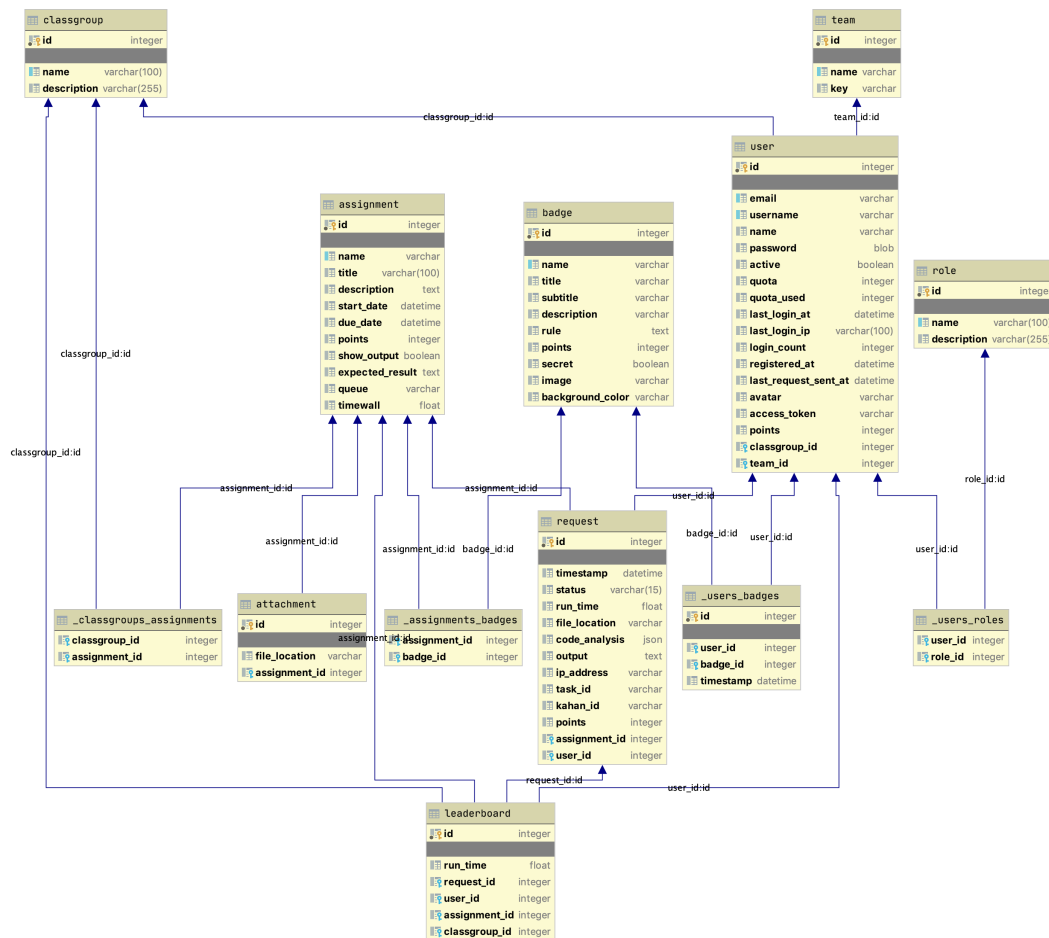 classgroup
id integer
name varchar(100)
description varchar(255)
team
id integer
name varchar
key varchar
classgroup_id:id
team_id:id
user
id integer
email varchar
username varchar
name varchar
password blob
active boolean
quota integer
quota_used integer
last_login_at datetime
last_login_ip varchar(100)
login_count integer
registered_at datetime
last_request_sent_at datetime
avatar varchar
access_token varchar
points integer
classgroup_id integer
team_id integer
assignment
id integer
name varchar
title varchar(100)
description text
start_date datetime
due_date datetime
points integer
show_output boolean
expected_result text
queue varchar
timewall float
badge
id integer
name varchar
title varchar
subtitle varchar
description varchar
rule text
points integer
secret boolean
image varchar
background_color varchar
role
id intege
name varchar(100)
description varchar(255)
classgroup_id:id
classgroup_id:id
assignment_id:id
assignment_id:id
user_id:id
role_id:id
assignment_id:id
assignment_id:id
badge_id:id
badge_id:id
user_id:id
user_id:id
request
id integer
timestamp datetime
status varchar(15)
run_time float
file_location varchar
code_analysis json
output text
ip_address varchar
task_id varchar
kahan_id varchar
points integer
assignment_id integer
user_id integer
_classgroups_assignments
classgroup_id integer
assignment_id integer
attachment
id integer
file_location varchar
assignment_id integer
assignment_id:id
_assignments_badges
assignment_id integer
badge_id integer
_users_badges
id integer
user_id integer
badge_id integer
timestamp datetime
_users_roles
user_id integer
role_id integer
request_id:id
user_id:id
leaderboard
id integer
run_time float
request_id integer
user_id integer
assignment_id integer
classgroup_id integer